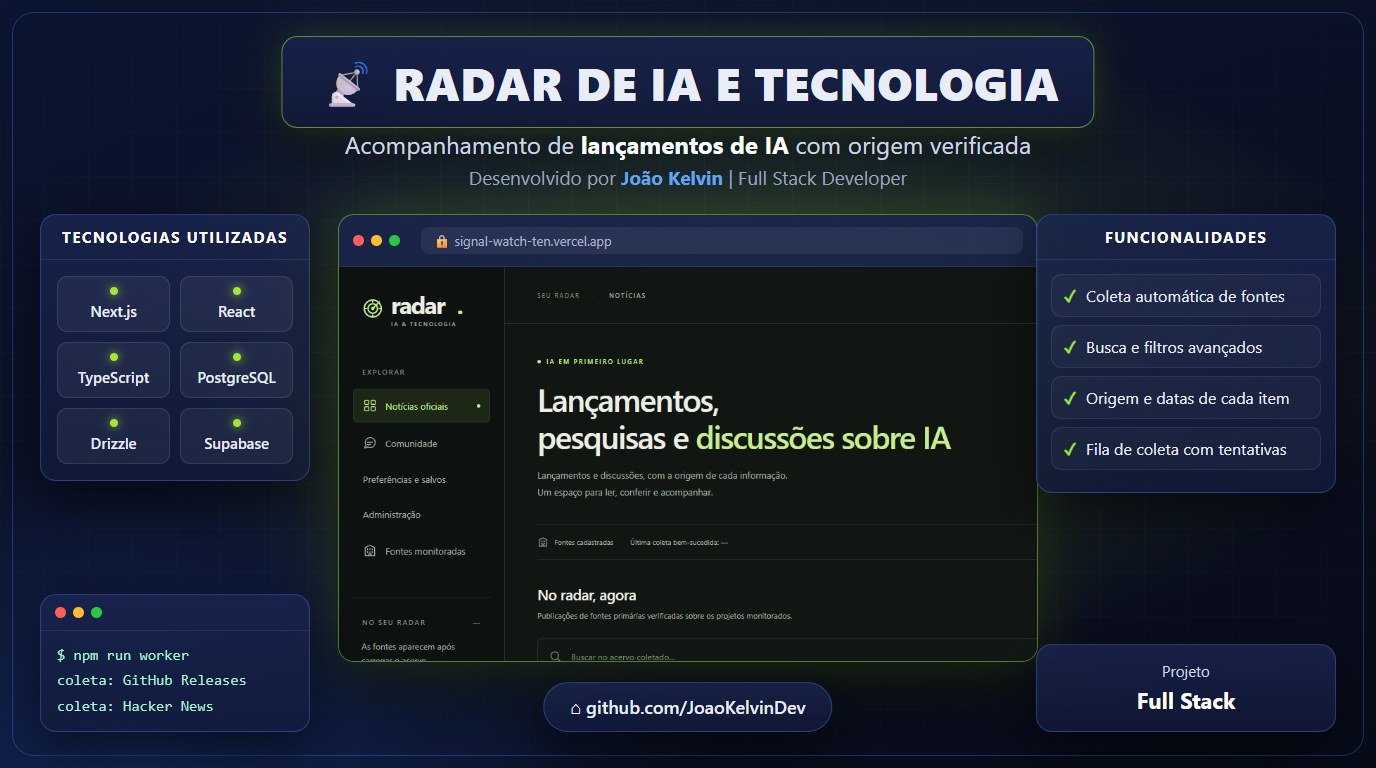 RADAR DE IA E TECNOLOGIA
Acompanhamento de lançamentos de IA com origem verificada
Desenvolvido por João Kelvin | Full Stack Developer
TECNOLOGIAS UTILIZADAS
Next.js
React
TypeScript
PostgreSQL
Drizzle
Supabase
$ npm run worker
coleta: GitHub Releases
coleta: Hacker News
signal-watch-ten.vercel.app
radar.
IA & TECNOLOGIA
EXPLORAR
Notícias oficiais
Comunidade
Preferências e salvos
Administração
Fontes monitoradas
NO SEU RADAR —
As fontes aparecem após
SEU RADAR
NOTÍCIAS
IA EM PRIMEIRO LUGAR
Lançamentos,
pesquisas e discussões sobre IA
Lançamentos e discussões, com a origem de cada informação.
Um espaço para ler, conferir e acompanhar.
Fontes cadastradas
Última coleta bem-sucedida: —
No radar, agora
Publicações de fontes primárias verificadas sobre os projetos monitorados.
Buscar no acervo coletado...
github.com/JoaoKelvinDev
FUNCIONALIDADES
✓ Coleta automática de fontes
✓ Busca e filtros avançados
✓ Origem e datas de cada item
✓ Fila de coleta com tentativas
Projeto
Full Stack